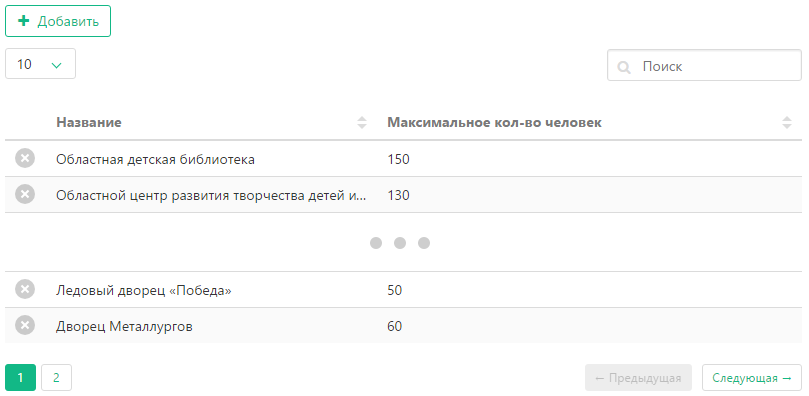 Добавить
10
Поиск
Название Максимальное кол-во человек
Областная детская библиотека 150
Областной центр развития творчества детей и... 130
Ледовый дворец «Победа» 50
Дворец Металлургов 60
1 2 ← Предыдущая Следующая →